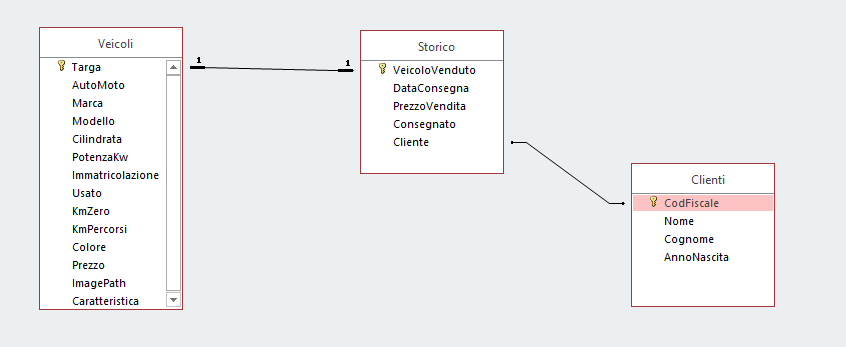 Veicoli
Targa
AutoMoto
Marca
Modello
Cilindrata
PotenzaKw
Immatricolazione
Usato
KmZero
KmPercorsi
Colore
Prezzo
ImagePath
Caratteristica
1
1
Storico
VeicoloVenduto
DataConsegna
PrezzoVendita
Consegnato
Cliente
Clienti
CodFiscale
Nome
Cognome
AnnoNascita